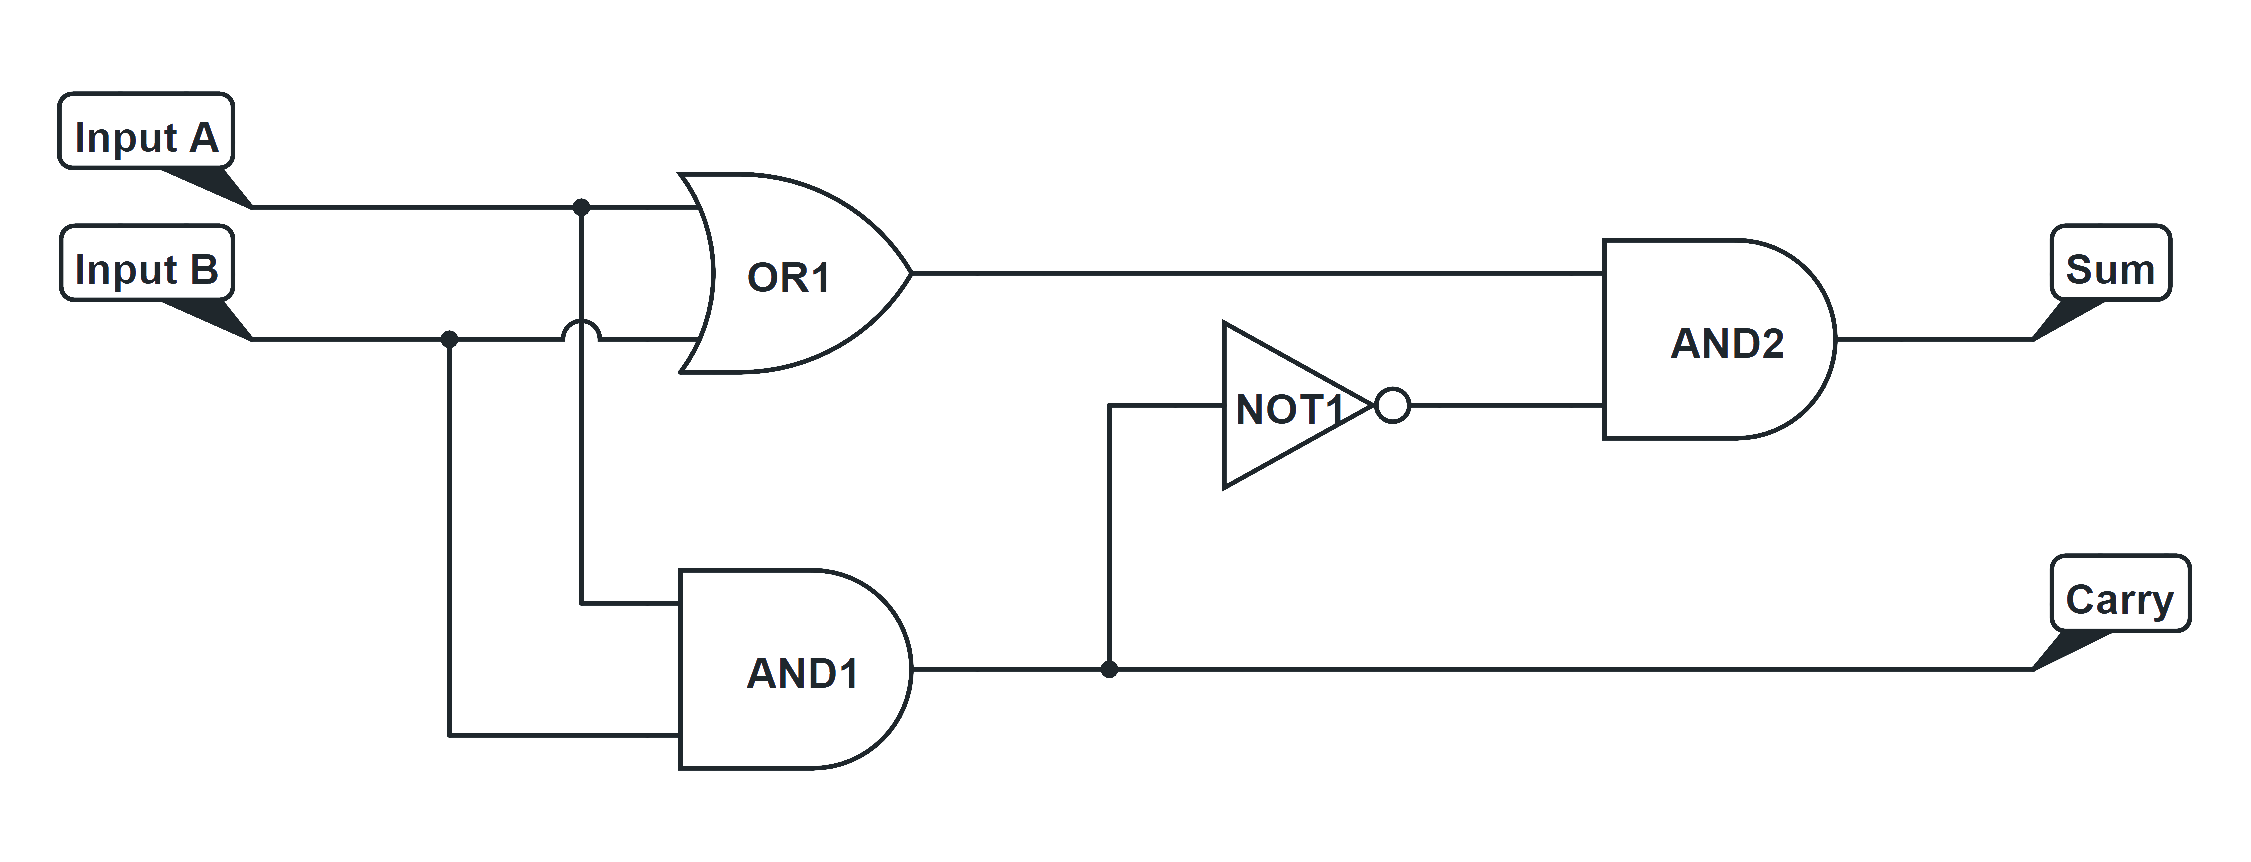 Input A
Input B
OR1
Sum
AND2
NOT1
Carry
AND1